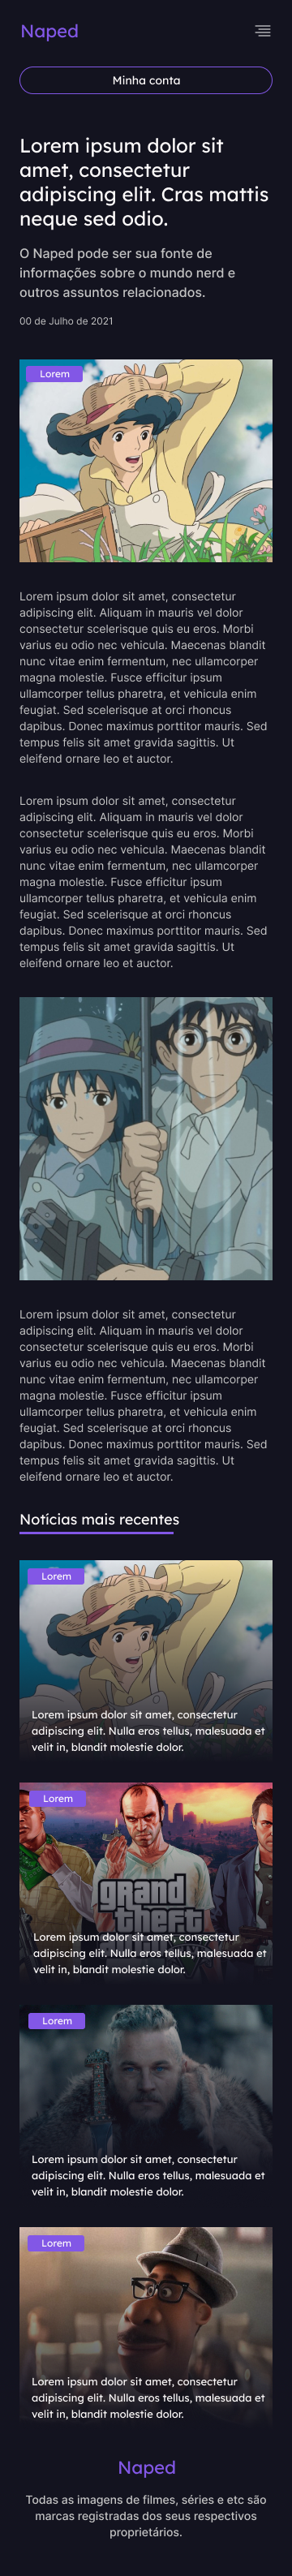 Naped
Minha conta
Lorem ipsum dolor sit
amet, consectetur
adipiscing elit. Cras mattis
neque sed odio.
O Naped pode ser sua fonte de
informações sobre o mundo nerd e
outros assuntos relacionados.
00 de Julho de 2021
Lorem
Lorem ipsum dolor sit amet, consectetur
adipiscing elit. Aliquam in mauris vel dolor
consectetur scelerisque quis eu eros. Morbi
varius eu odio nec vehicula. Maecenas blandit
nunc vitae enim fermentum, nec ullamcorper
magna molestie. Fusce efficitur ipsum
ullamcorper tellus pharetra, et vehicula enim
feugiat. Sed scelerisque at orci rhoncus
dapibus. Donec maximus porttitor mauris. Sed
tempus felis sit amet gravida sagittis. Ut
eleifend ornare leo et auctor.
Lorem ipsum dolor sit amet, consectetur
adipiscing elit. Aliquam in mauris vel dolor
consectetur scelerisque quis eu eros. Morbi
varius eu odio nec vehicula. Maecenas blandit
nunc vitae enim fermentum, nec ullamcorper
magna molestie. Fusce efficitur ipsum
ullamcorper tellus pharetra, et vehicula enim
feugiat. Sed scelerisque at orci rhoncus
dapibus. Donec maximus porttitor mauris. Sed
tempus felis sit amet gravida sagittis. Ut
eleifend ornare leo et auctor.
Lorem ipsum dolor sit amet, consectetur
adipiscing elit. Aliquam in mauris vel dolor
consectetur scelerisque quis eu eros. Morbi
varius eu odio nec vehicula. Maecenas blandit
nunc vitae enim fermentum, nec ullamcorper
magna molestie. Fusce efficitur ipsum
ullamcorper tellus pharetra, et vehicula enim
feugiat. Sed scelerisque at orci rhoncus
dapibus. Donec maximus porttitor mauris. Sed
tempus felis sit amet gravida sagittis. Ut
eleifend ornare leo et auctor.
Notícias mais recentes
Lorem
Lorem ipsum dolor sit amet, consectetur
adipiscing elit. Nulla eros tellus, malesuada et
velit in, blandit molestie dolor.
Lorem
grand
theft
Lorem ipsum dolor sit amet, consectetur
adipiscing elit. Nulla eros tellus, malesuada et
velit in, blandit molestie dolor.
Lorem
Lorem ipsum dolor sit amet, consectetur
adipiscing elit. Nulla eros tellus, malesuada et
velit in, blandit molestie dolor.
Lorem
Lorem ipsum dolor sit amet, consectetur
adipiscing elit. Nulla eros tellus, malesuada et
velit in, blandit molestie dolor.
Naped
Todas as imagens de filmes, séries e etc são
marcas registradas dos seus respectivos
proprietários.